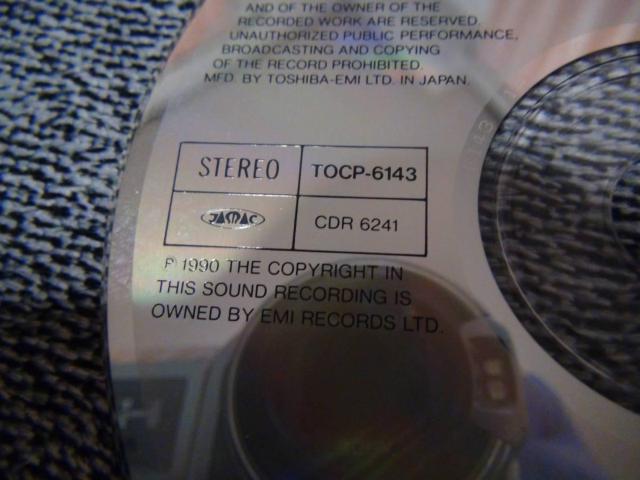 AND OF THE OWNER OF THE
RECORDED WORK ARE RESERVED.
UNAUTHORIZED PUBLIC PERFORMANCE,
BROADCASTING AND COPYING
OF THE RECORD PROHIBITED.
MFD. BY TOSHIBA-EMI LTD. IN JAPAN.
STEREO TOCP-6143
JASRAC CDR 6241
℗ 1990 THE COPYRIGHT IN
THIS SOUND RECORDING IS
OWNED BY EMI RECORDS LTD.